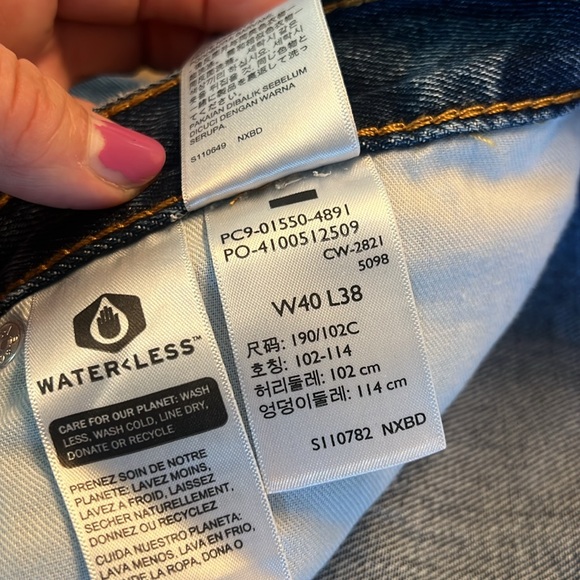 PAKAIAN DIBALIK SEBELUM
DICUCI DENGAN WARNA
SERUPA.
S110649 NXBD
PC9-01550-4891
PO-4100512509
CW-2821
5098
W40 L38
尺码: 190/102C
호칭: 102-114
허리둘레: 102 cm
엉덩이둘레: 114 cm
S110782 NXBD
WATER<LESS™
CARE FOR OUR PLANET: WASH
LESS, WASH COLD, LINE DRY,
DONATE OR RECYCLE
PRENEZ SOIN DE NOTRE
PLANETE: LAVEZ MOINS,
LAVEZ A FROID, LAISSEZ
SECHER NATURELLEMENT,
DONNEZ OU RECYCLEZ
CUIDA NUESTRO PLANETA:
LAVA MENOS, LAVA EN FRIO,
DE LA ROPA, DONA O